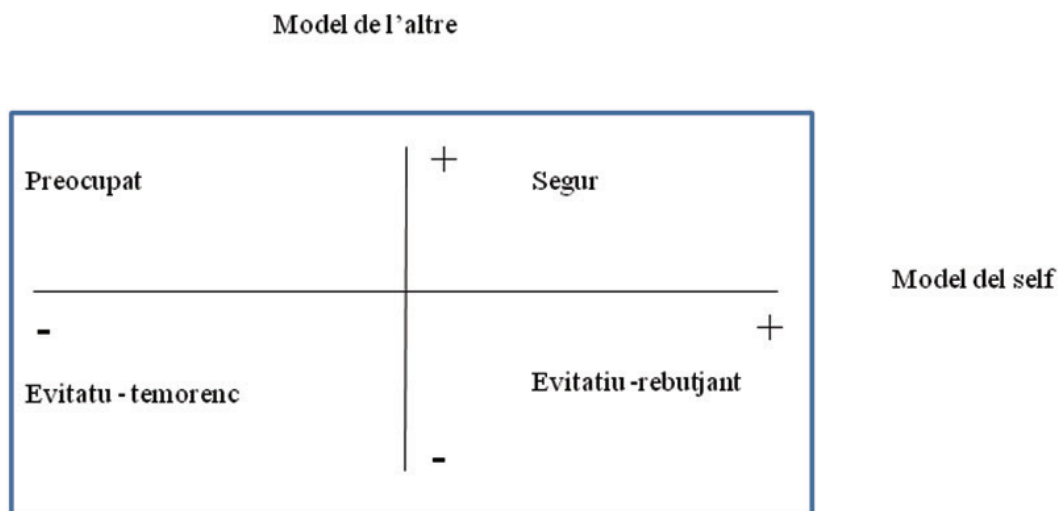 Model de l'altre
Preocupat
+
Segur
Model del self
-
+
Evitatu - temorenc
Evitatiu -rebutjant
-